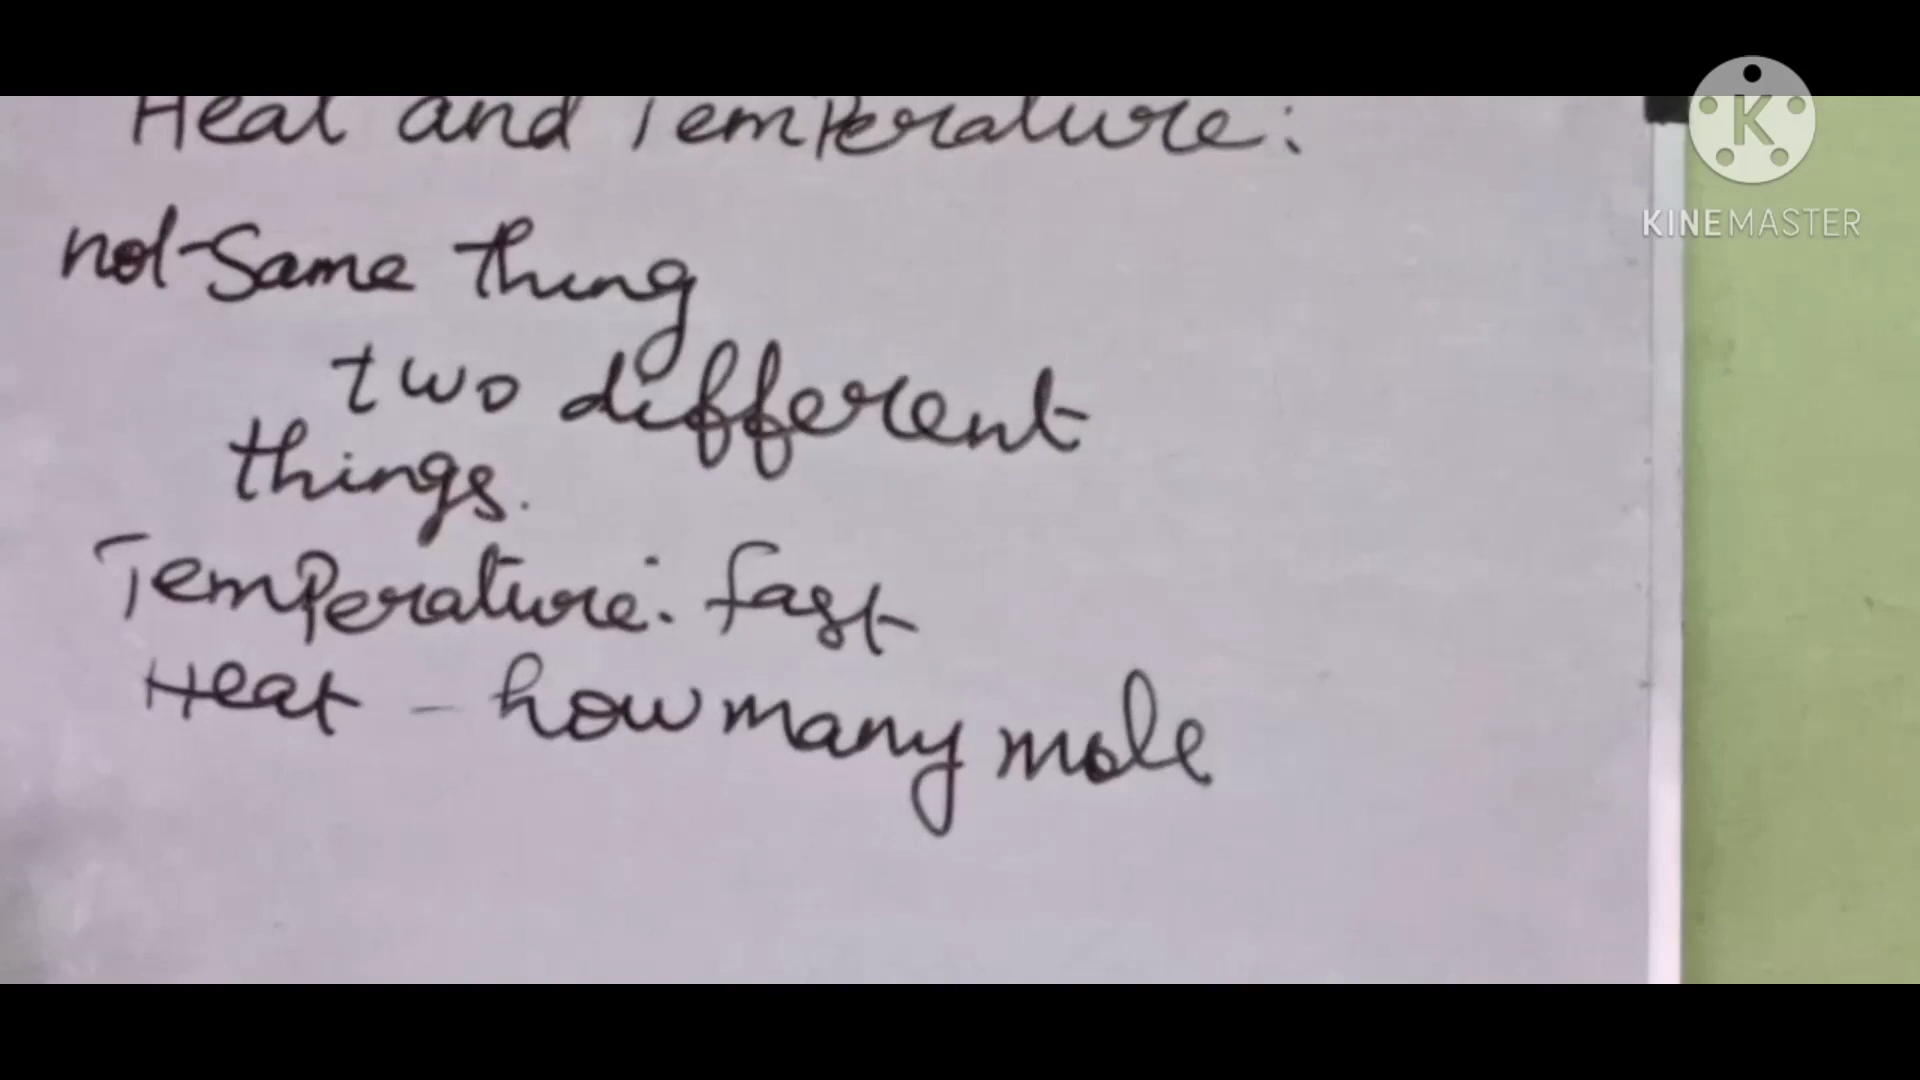 Heat and Temperature:
not same thing
two different
things.
Temperature: fast
Heat - how many mole
K
KINEMASTER